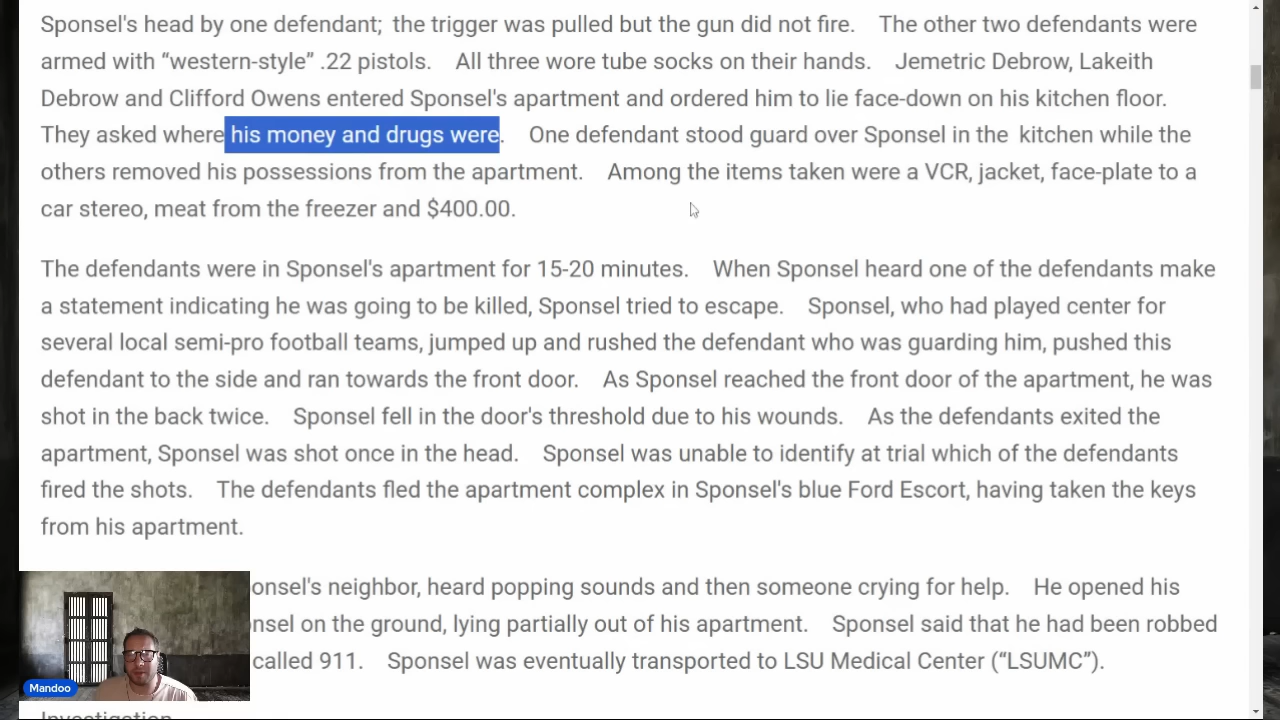 Sponsel's head by one defendant; the trigger was pulled but the gun did not fire. The other two defendants were
armed with “western-style” .22 pistols. All three wore tube socks on their hands. Jemetric Debrow, Lakeith
Debrow and Clifford Owens entered Sponsel's apartment and ordered him to lie face-down on his kitchen floor.
They asked where his money and drugs were. One defendant stood guard over Sponsel in the kitchen while the
others removed his possessions from the apartment. Among the items taken were a VCR, jacket, face-plate to a
car stereo, meat from the freezer and $400.00.
The defendants were in Sponsel's apartment for 15-20 minutes. When Sponsel heard one of the defendants make
a statement indicating he was going to be killed, Sponsel tried to escape. Sponsel, who had played center for
several local semi-pro football teams, jumped up and rushed the defendant who was guarding him, pushed this
defendant to the side and ran towards the front door. As Sponsel reached the front door of the apartment, he was
shot in the back twice. Sponsel fell in the door's threshold due to his wounds. As the defendants exited the
apartment, Sponsel was shot once in the head. Sponsel was unable to identify at trial which of the defendants
fired the shots. The defendants fled the apartment complex in Sponsel's blue Ford Escort, having taken the keys
from his apartment.
onsel's neighbor, heard popping sounds and then someone crying for help. He opened his
nsel on the ground, lying partially out of his apartment. Sponsel said that he had been robbed
called 911. Sponsel was eventually transported to LSU Medical Center (“LSUMC”).
Mandoo
Investigation